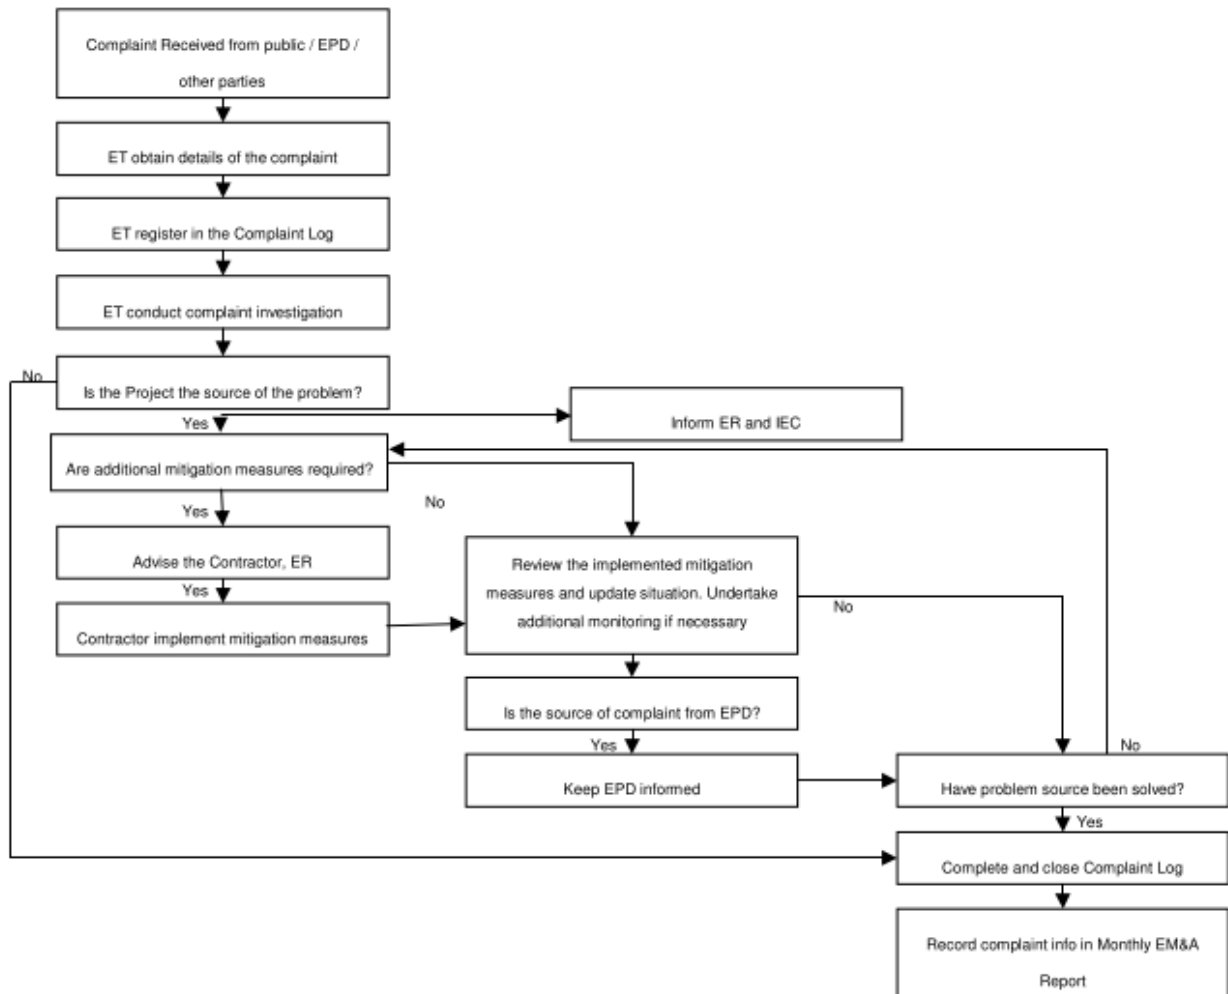 Complaint Received from public / EPD /
other parties
ET obtain details of the complaint
ET register in the Complaint Log
ET conduct complaint investigation
No
Is the Project the source of the problem?
Yes
Inform ER and IEC
Are additional mitigation measures required?
No
Yes
Advise the Contractor, ER
Yes
Contractor implement mitigation measures
Review the implemented mitigation
measures and update situation. Undertake
additional monitoring if necessary
No
Is the source of complaint from EPD?
Yes
Keep EPD informed
No
Have problem source been solved?
Yes
Complete and close Complaint Log
Record complaint info in Monthly EM&A
Report